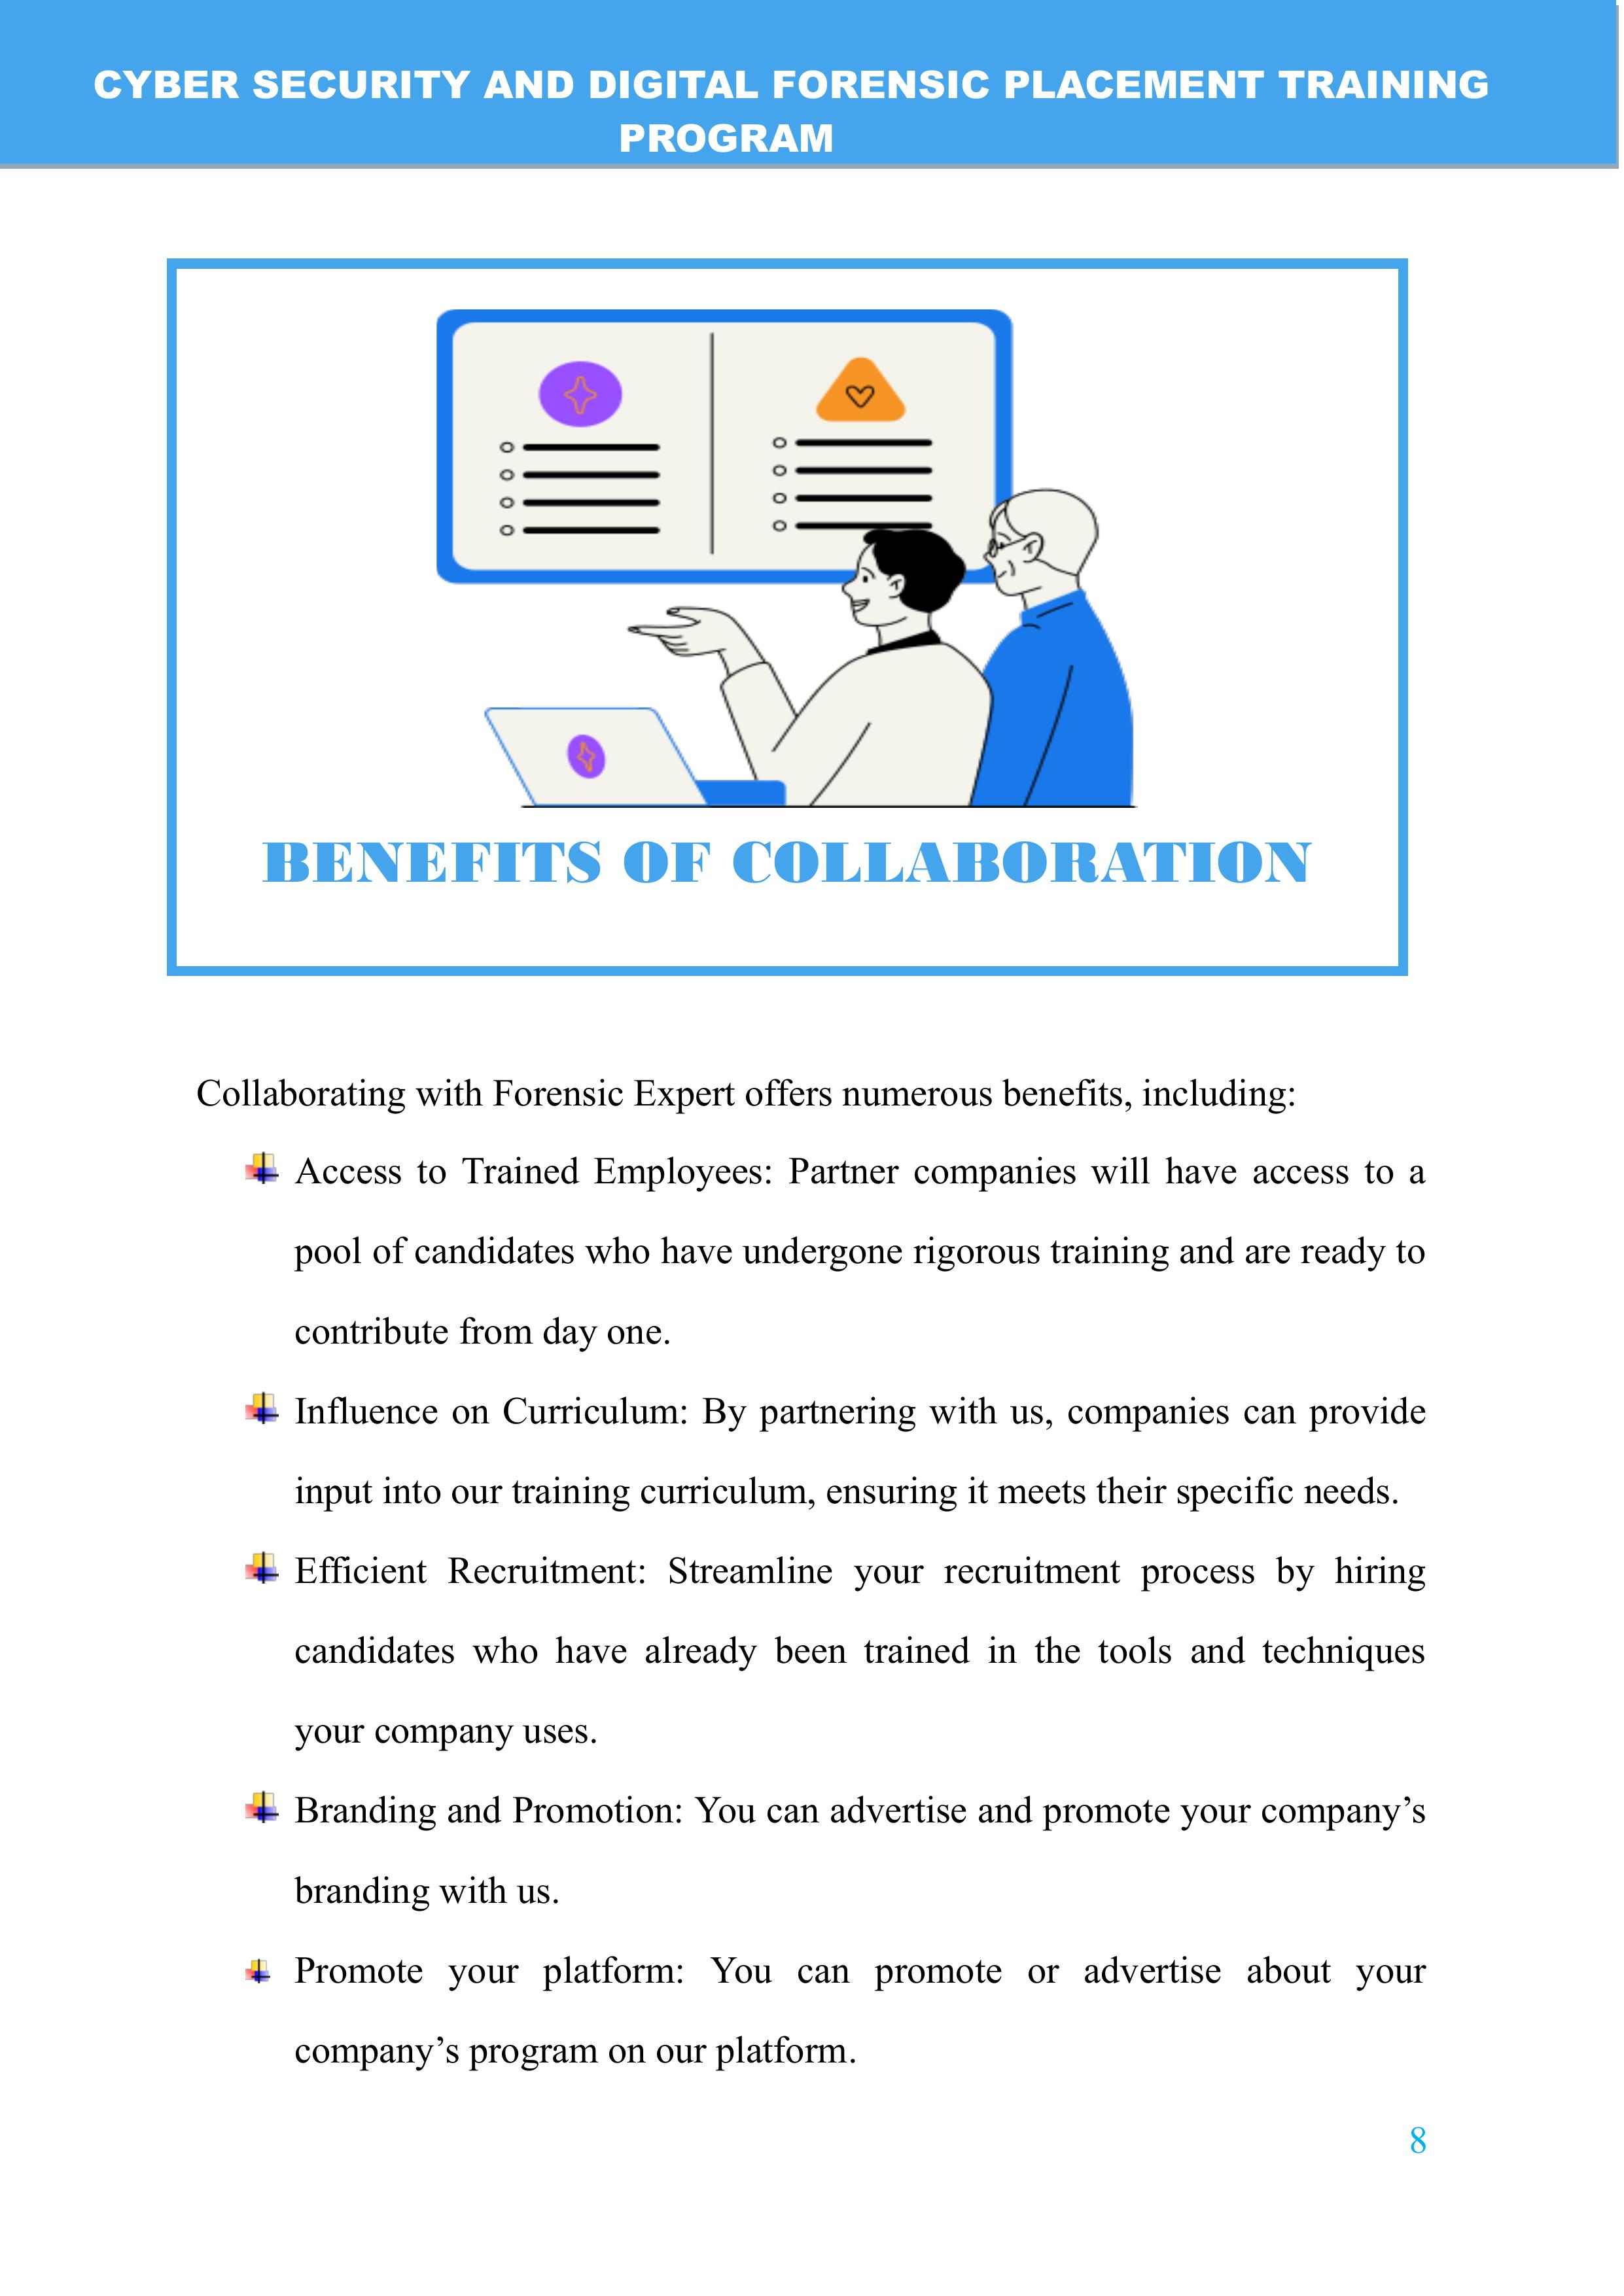 CYBER SECURITY AND DIGITAL FORENSIC PLACEMENT TRAINING
PROGRAM
BENEFITS OF COLLABORATION
Collaborating with Forensic Expert offers numerous benefits, including:
Access to Trained Employees: Partner companies will have access to a
pool of candidates who have undergone rigorous training and are ready to
contribute from day one.
Influence on Curriculum: By partnering with us, companies can provide
input into our training curriculum, ensuring it meets their specific needs.
Efficient Recruitment: Streamline your recruitment process by hiring
candidates who have already been trained in the tools and techniques
your company uses.
Branding and Promotion: You can advertise and promote your company’s
branding with us.
Promote your platform: You can promote or advertise about your
company’s program on our platform.
8